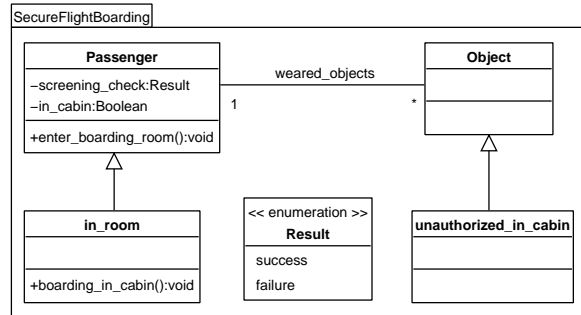 SecureFlightBoarding
Passenger
−screening_check:Result
−in_cabin:Boolean
+enter_boarding_room():void
weared_objects
1
*
Object
in_room
+boarding_in_cabin():void
<< enumeration >>
Result
success
failure
unauthorized_in_cabin